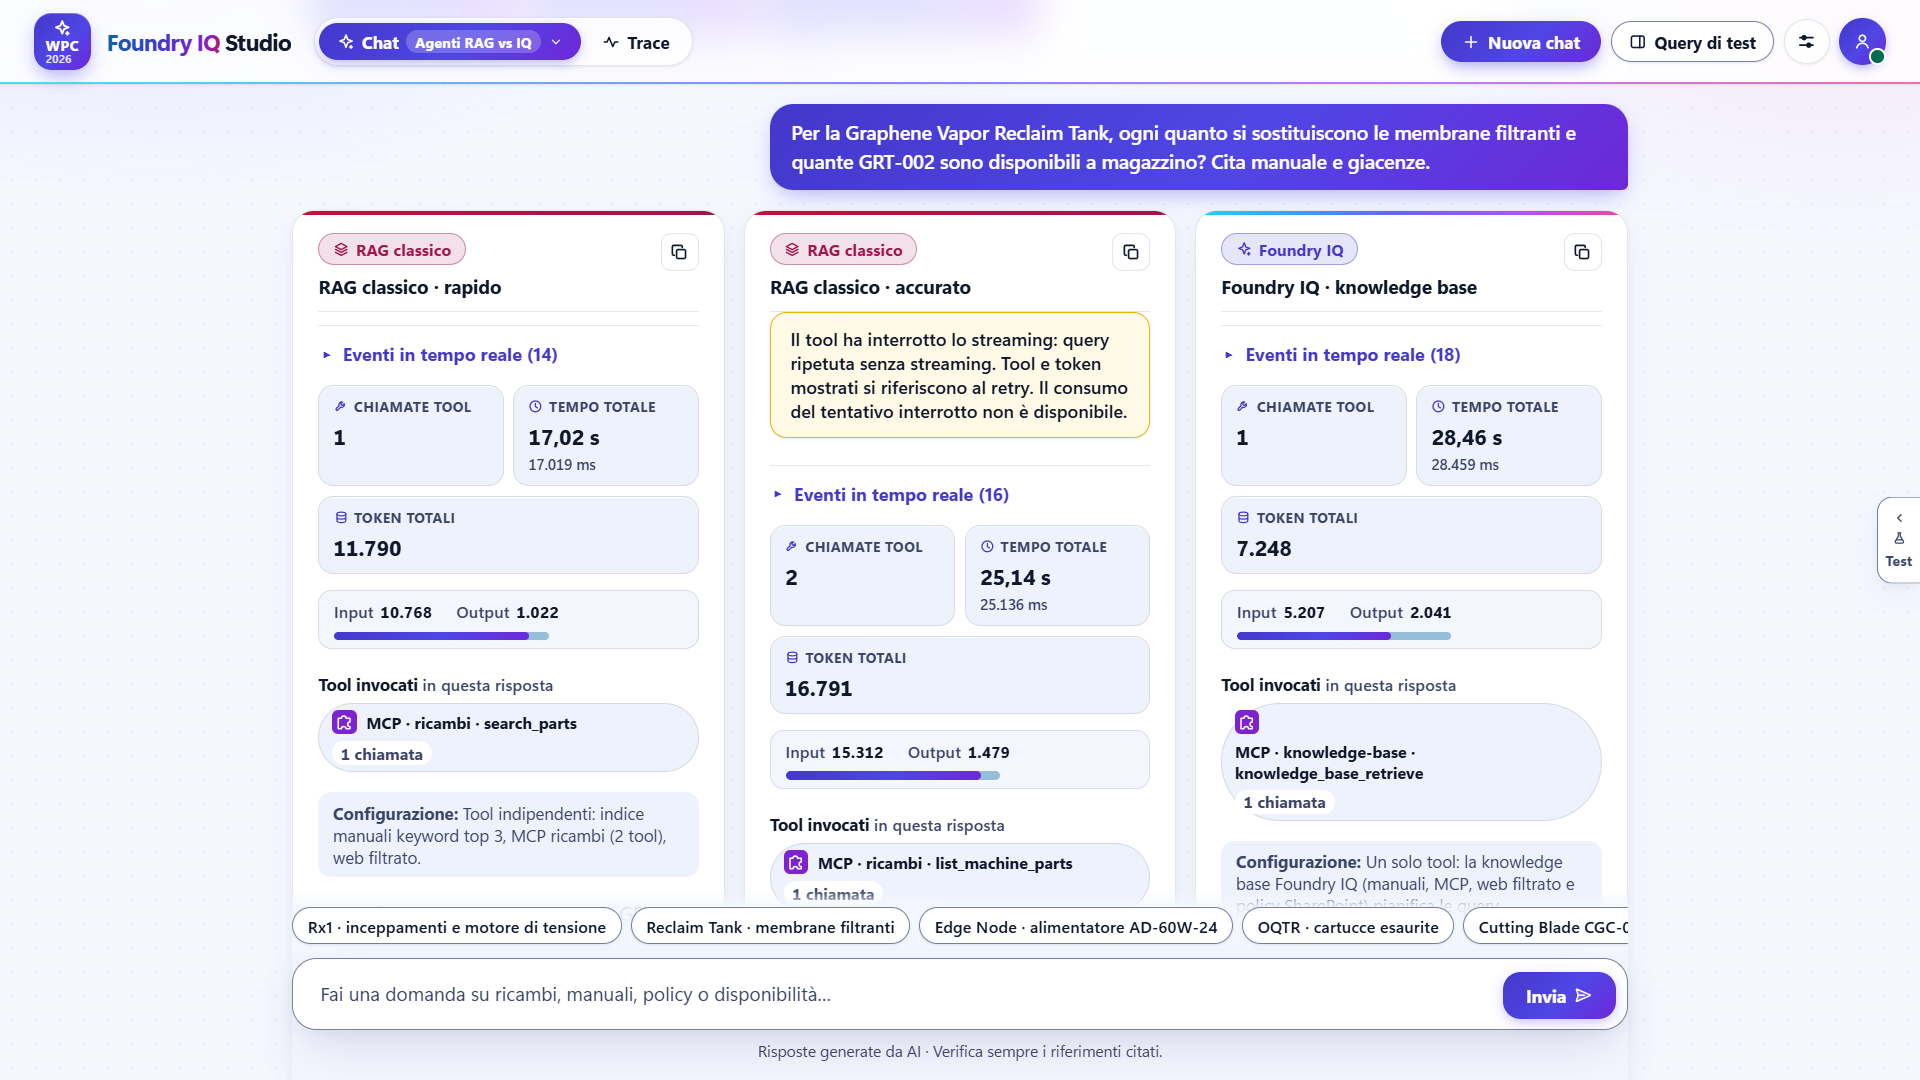 WPC
2026
Foundry IQ Studio
Chat
Agenti RAG vs IQ
Trace
Nuova chat
Query di test
Per la Graphene Vapor Reclaim Tank, ogni quanto si sostituiscono le membrane filtranti e
quante GRT-002 sono disponibili a magazzino? Cita manuale e giacenze.
RAG classico
RAG classico · rapido
Eventi in tempo reale (14)
CHIAMATE TOOL
1
TEMPO TOTALE
17,02 s
17.019 ms
TOKEN TOTALI
11.790
Input 10.768 Output 1.022
Tool invocati in questa risposta
MCP · ricambi · search_parts
1 chiamata
Configurazione: Tool indipendenti: indice
manuali keyword top 3, MCP ricambi (2 tool),
web filtrato.
RAG classico
RAG classico · accurato
Il tool ha interrotto lo streaming: query
ripetuta senza streaming. Tool e token
mostrati si riferiscono al retry. Il consumo
del tentativo interrotto non è disponibile.
Eventi in tempo reale (16)
CHIAMATE TOOL
2
TEMPO TOTALE
25,14 s
25.136 ms
TOKEN TOTALI
16.791
Input 15.312 Output 1.479
Tool invocati in questa risposta
MCP · ricambi · list_machine_parts
1 chiamata
Foundry IQ
Foundry IQ · knowledge base
Eventi in tempo reale (18)
CHIAMATE TOOL
1
TEMPO TOTALE
28,46 s
28.459 ms
TOKEN TOTALI
7.248
Input 5.207 Output 2.041
Tool invocati in questa risposta
MCP · knowledge-base ·
knowledge_base_retrieve
1 chiamata
Configurazione: Un solo tool: la knowledge
base Foundry IQ (manuali, MCP, web filtrato e
policy SharePoint) pianifica le query
Test
Rx1 · inceppamenti e motore di tensione
Reclaim Tank · membrane filtranti
Edge Node · alimentatore AD-60W-24
OQTR · cartucce esaurite
Cutting Blade CGC-0
Fai una domanda su ricambi, manuali, policy o disponibilità...
Invia
Risposte generate da AI · Verifica sempre i riferimenti citati.